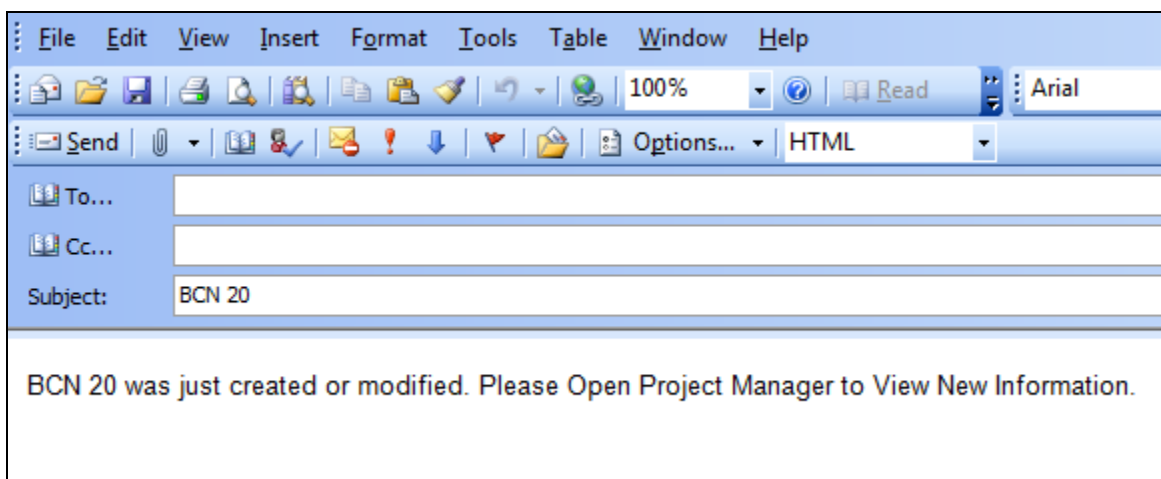 File Edit View Insert Format Tools Table Window Help
100% Read Arial
Send Options... HTML
To...
Cc...
Subject: BCN 20
BCN 20 was just created or modified. Please Open Project Manager to View New Information.